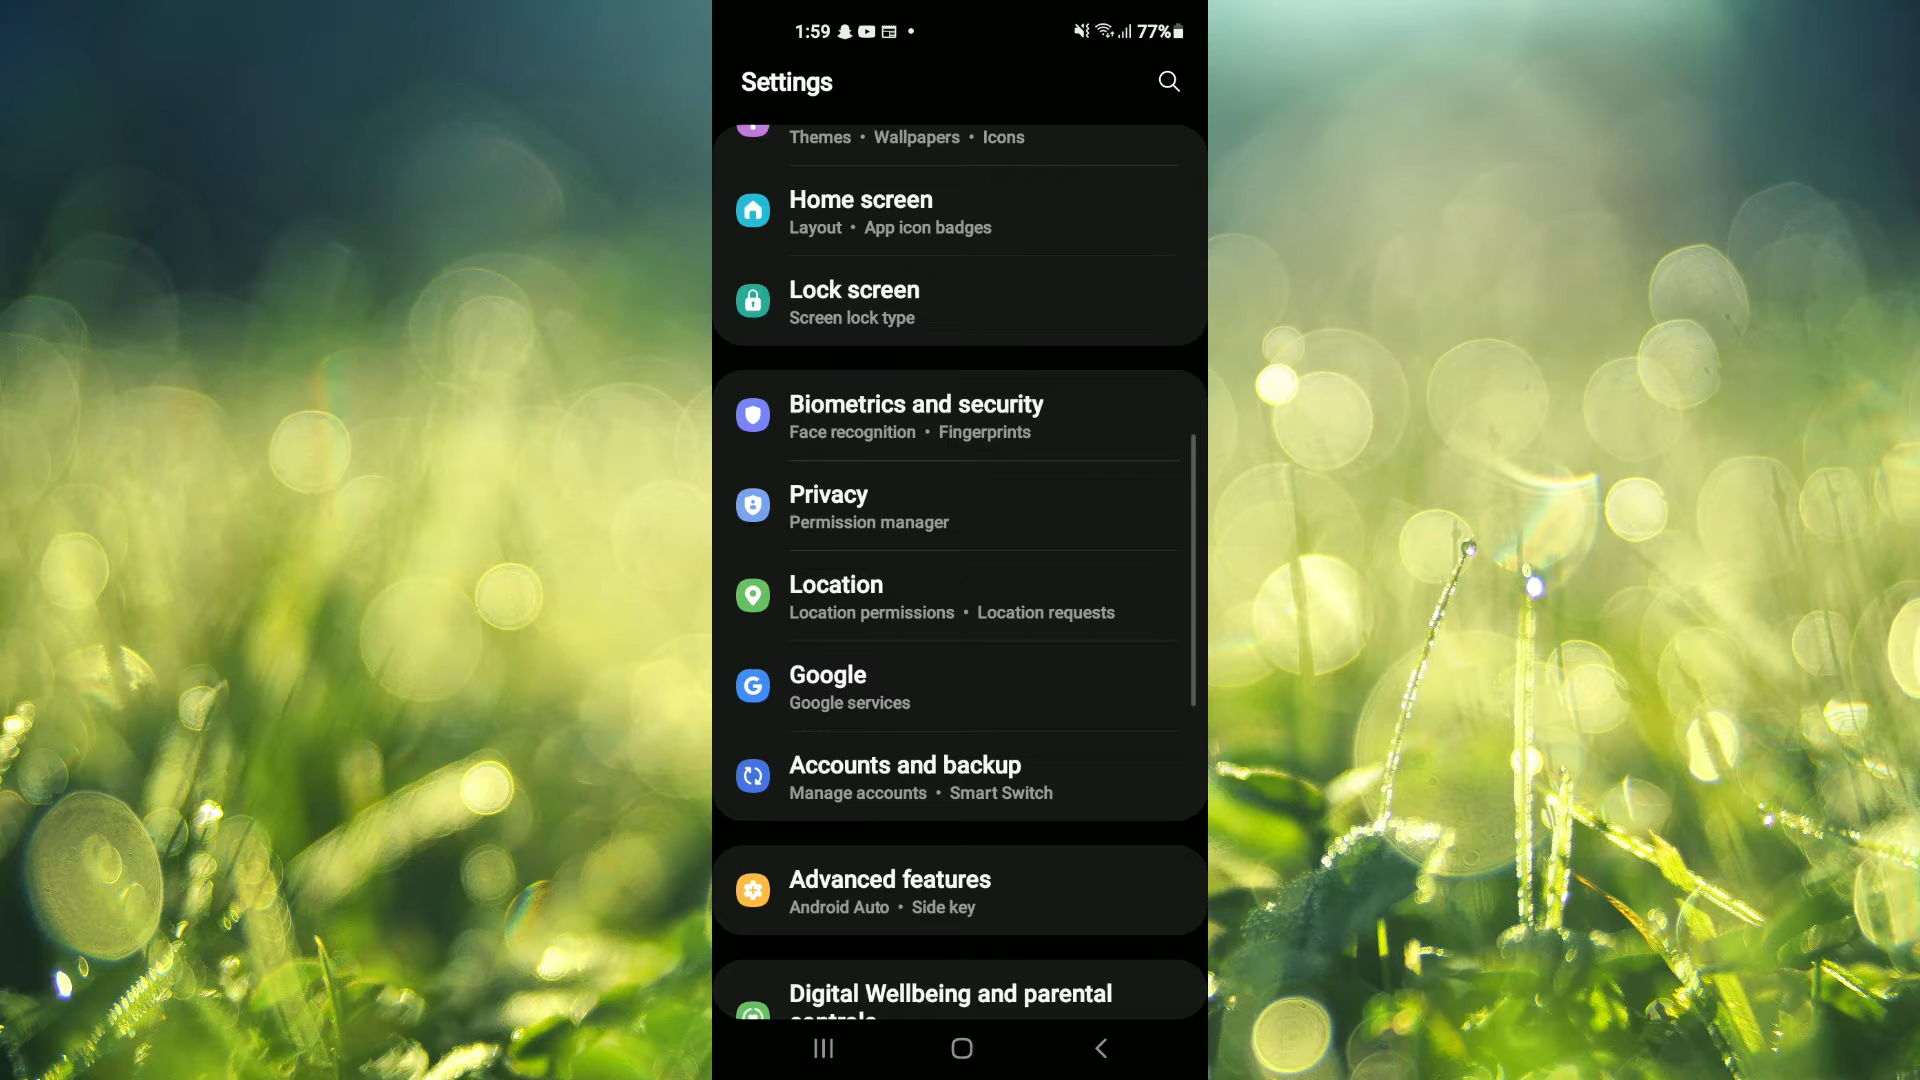 1:59
77%
Settings
Themes • Wallpapers • Icons
Home screen
Layout • App icon badges
Lock screen
Screen lock type
Biometrics and security
Face recognition • Fingerprints
Privacy
Permission manager
Location
Location permissions • Location requests
Google
Google services
Accounts and backup
Manage accounts • Smart Switch
Advanced features
Android Auto • Side key
Digital Wellbeing and parental
controls